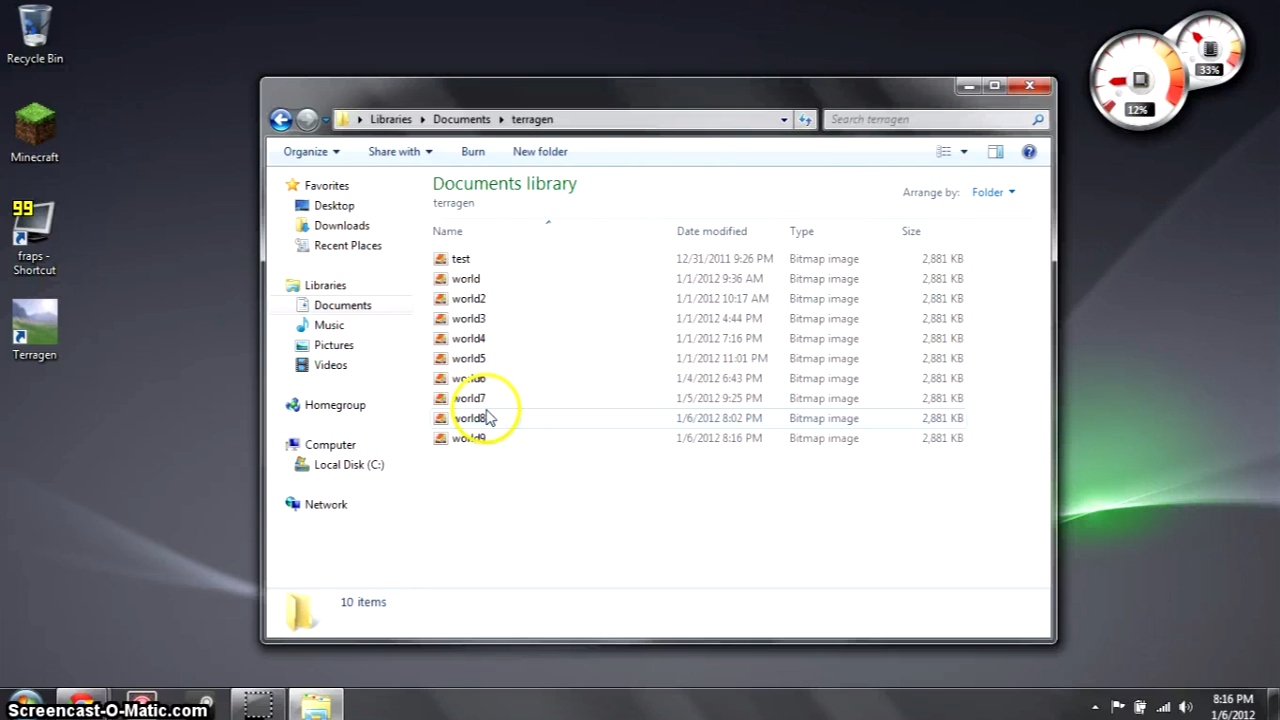 Recycle Bin
Minecraft
99
fraps -
Shortcut
Terragen
33%
12%
Libraries
Documents
terragen
Search terragen
Organize
Share with
Burn
New folder
Documents library
terragen
Arrange by: Folder
Favorites
Desktop
Downloads
Recent Places
Libraries
Documents
Music
Pictures
Videos
Homegroup
Computer
Local Disk (C:)
Network
Name Date modified Type Size
test 12/31/2011 9:26 PM Bitmap image 2,881 KB
world 1/1/2012 9:36 AM Bitmap image 2,881 KB
world2 1/1/2012 10:17 AM Bitmap image 2,881 KB
world3 1/1/2012 4:44 PM Bitmap image 2,881 KB
world4 1/1/2012 7:16 PM Bitmap image 2,881 KB
world5 1/1/2012 11:01 PM Bitmap image 2,881 KB
world6 1/4/2012 6:43 PM Bitmap image 2,881 KB
world7 1/5/2012 9:25 PM Bitmap image 2,881 KB
world8 1/6/2012 8:02 PM Bitmap image 2,881 KB
world9 1/6/2012 8:16 PM Bitmap image 2,881 KB
10 items
Screencast-O-Matic.com
8:16 PM
1/6/2012